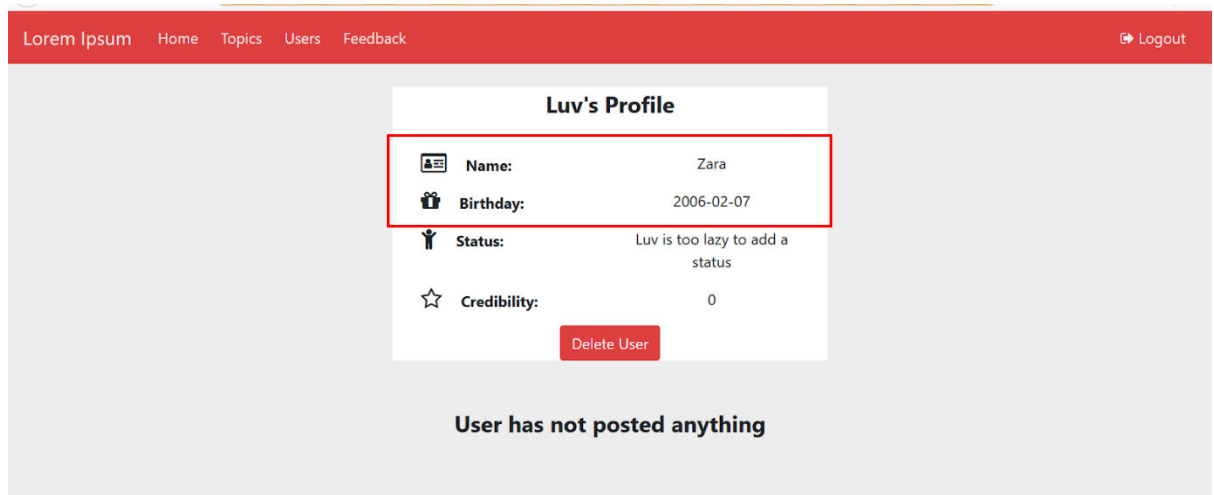 Lorem Ipsum Home Topics Users Feedback Logout
Luv's Profile
Name: Zara
Birthday: 2006-02-07
Status: Luv is too lazy to add a
status
Credibility: 0
Delete User
User has not posted anything